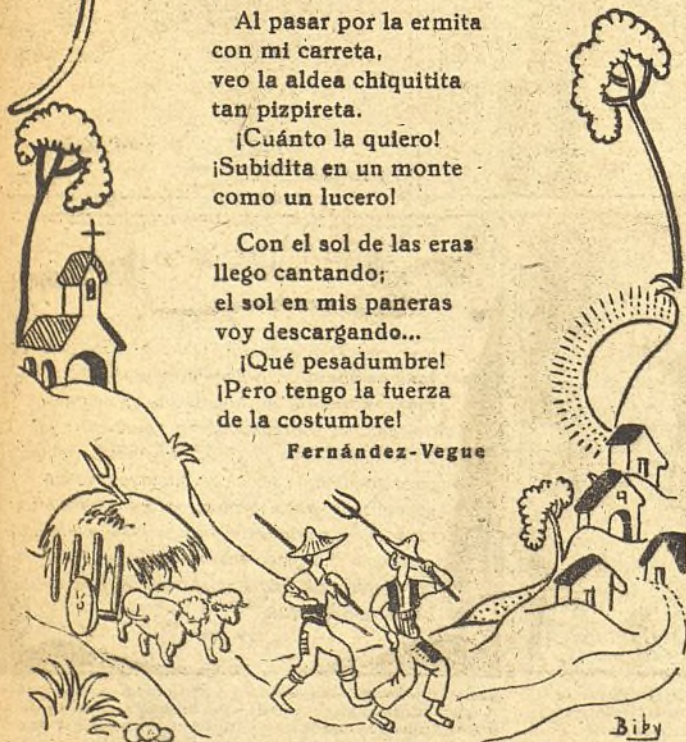 Al pasar por la ermita
con mi carreta,
veo la aldea chiquitita
tan pizpireta.
¡Cuánto la quiero!
¡Subidita en un monte
como un lucero!
Con el sol de las eras
llego cantando;
el sol en mis paneras
voy descargando...
¡Qué pesadumbre!
¡Pero tengo la fuerza
de la costumbre!
Fernández-Vegue
Biby